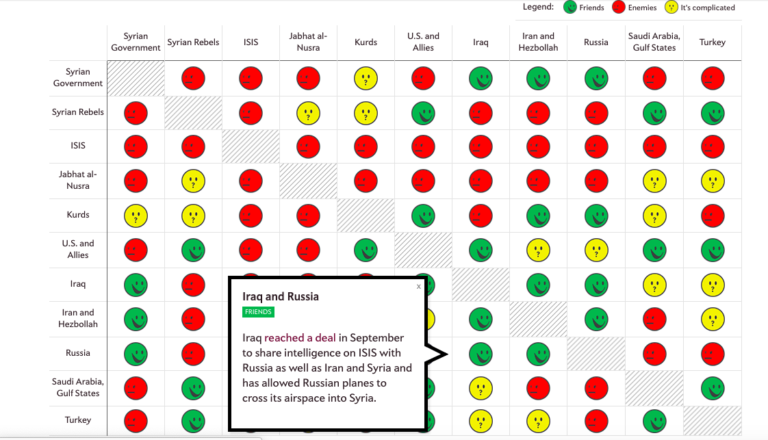 Legend: Friends Enemies It's complicated
Syrian Government Syrian Rebels ISIS Jabhat al-Nusra Kurds U.S. and Allies Iraq Iran and Hezbollah Russia Saudi Arabia, Gulf States Turkey
Syrian
Government
Syrian Rebels
ISIS
Jabhat al-
Nusra
Kurds
U.S. and
Allies
Iraq
Iran and
Hezbollah
Russia
Saudi Arabia,
Gulf States
Turkey
x
Iraq and Russia
FRIENDS
Iraq reached a deal in September
to share intelligence on ISIS with
Russia as well as Iran and Syria and
has allowed Russian planes to
cross its airspace into Syria.